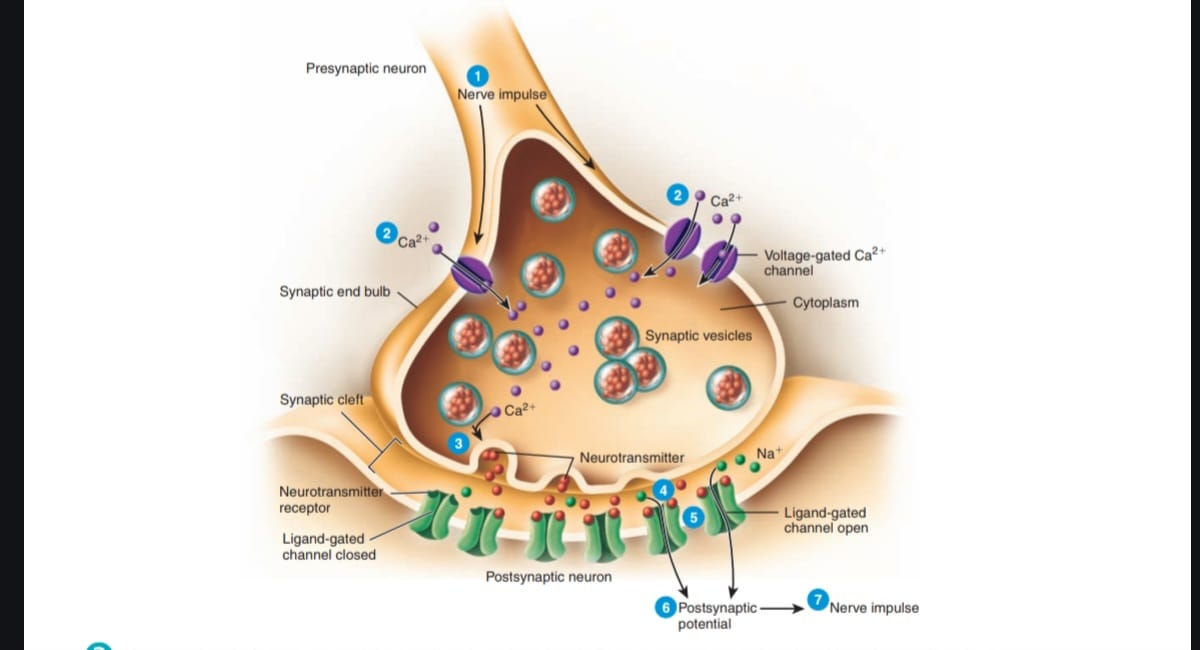 Presynaptic neuron
1
Nerve impulse
2
Ca²⁺
2
Ca²⁺
Voltage-gated Ca²⁺
channel
Synaptic end bulb
Cytoplasm
Synaptic vesicles
Synaptic cleft
Ca²⁺
3
Neurotransmitter
Na⁺
Neurotransmitter
receptor
4
5
Ligand-gated
channel open
Ligand-gated
channel closed
Postsynaptic neuron
6 Postsynaptic
potential
7 Nerve impulse